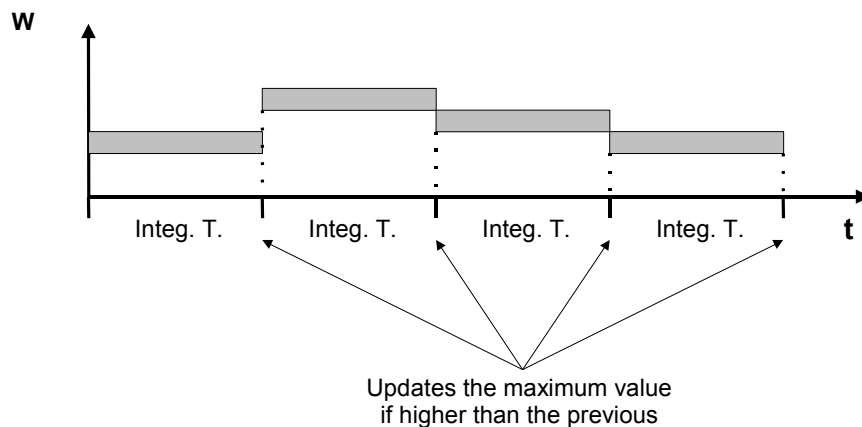 W
Integ. T. Integ. T. Integ. T. Integ. T. t
Updates the maximum value
if higher than the previous